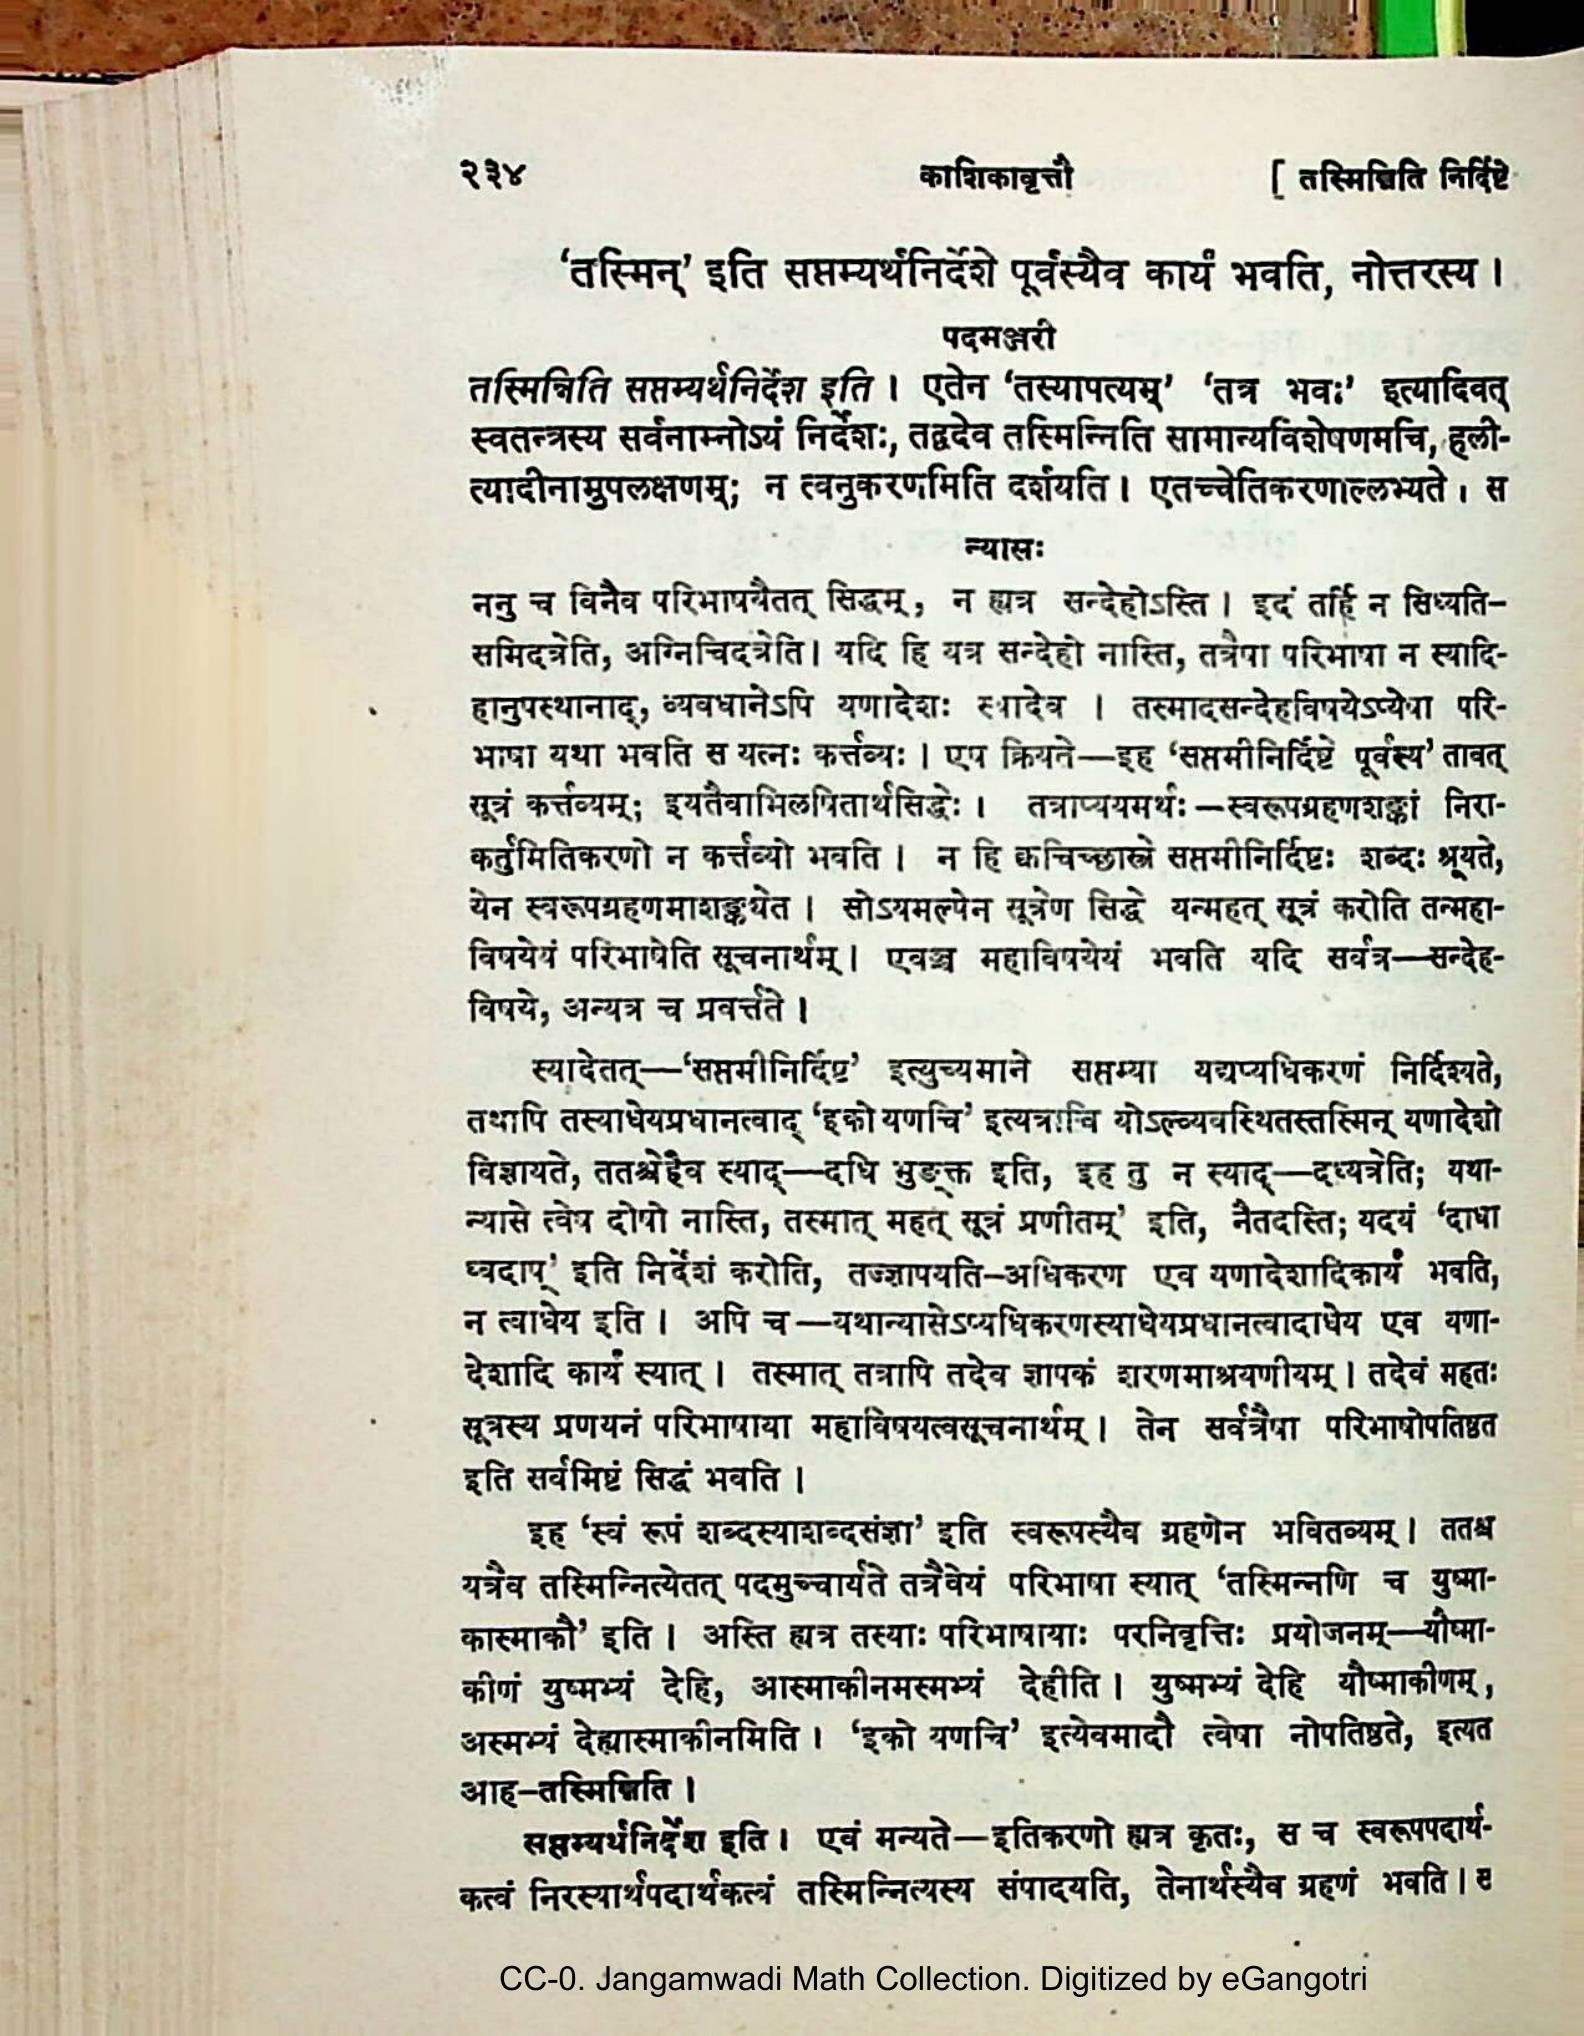 २३४ काशिकावृत्तौ [ तस्मिन्निति निर्दिष्टे
‘तस्मिन्’ इति सप्तम्यर्थनिर्देशे पूर्वस्यैव कार्यं भवति, नोत्तरस्य ।
पदमञ्जरी
तस्मिन्निति सप्तम्यर्थनिर्देश इति । एतेन ‘तस्यापत्यम्’ ‘तत्र भवः’ इत्यादिवत्
स्वतन्त्रस्य सर्वनाम्नोऽयं निर्देशः, तद्वदेव तस्मिन्निति सामान्यविशेषणमचि, हली-
त्यादीनामुपलक्षणम्; न त्वनुकरणमिति दर्शयति । एतच्चेतिकरणाल्लभ्यते । स
न्यासः
ननु च विनैव परिभाषयैतत् सिद्धम्, न ह्यत्र सन्देहोऽस्ति । इदं तर्हि न सिध्यति–
समिदत्रेति, अग्निचिदत्रेति । यदि हि यत्र सन्देहो नास्ति, तत्रैषा परिभाषा न स्यादि-
हानुपस्थानाद्, व्यवधानेऽपि यणादेशः स्यादेव । तस्मादसन्देहविषयेऽप्येषा परि-
भाषा यथा भवति स यत्नः कर्त्तव्यः । एष क्रियते—इह ‘सप्तमीनिर्दिष्टे पूर्वस्य’ तावत्
सूत्रं कर्त्तव्यम्; इयतैवाभिलषितार्थसिद्धेः । तत्राप्ययमर्थः—स्वरूपग्रहणशङ्कां निरा-
कर्तुमितिकरणो न कर्त्तव्यो भवति । न हि क्वचिच्छास्त्रे सप्तमीनिर्दिष्टः शब्दः श्रूयते,
येन स्वरूपग्रहणमाशङ्कयेत । सोऽयमल्पेन सूत्रेण सिद्धे यन्महत् सूत्रं करोति तन्महा-
विषयेयं परिभाषेति सूचनार्थम् । एवञ्च महाविषयेयं भवति यदि सर्वत्र—सन्देह-
विषये, अन्यत्र च प्रवर्त्तते ।
स्यादेतत्—‘सप्तमीनिर्दिष्ट’ इत्युच्यमाने सप्तम्या यद्यप्यधिकरणं निर्दिश्यते,
तथापि तस्याधेयप्रधानत्वाद् ‘इको यणचि’ इत्यत्राचि योऽल्व्यवस्थितस्तस्मिन् यणादेशो
विज्ञायते, ततश्चेहैव स्याद्—दधि भुङ्क्त इति, इह तु न स्याद्—दध्यत्रेति; यथा-
न्यासे त्वेष दोषो नास्ति, तस्मात् महत् सूत्रं प्रणीतम्’ इति, नैतदस्ति; यदयं ‘दाधा
घ्वदाप्’ इति निर्देशं करोति, तज्ज्ञापयति–अधिकरण एव यणादेशादिकार्यं भवति,
न त्वाधेय इति । अपि च—यथान्यासेऽप्यधिकरणस्याधेयप्रधानत्वादाधेय एव यणा-
देशादि कार्यं स्यात् । तस्मात् तत्रापि तदेव ज्ञापकं शरणमाश्रयणीयम् । तदेवं महतः
सूत्रस्य प्रणयनं परिभाषाया महाविषयत्वसूचनार्थम् । तेन सर्वत्रैषा परिभाषोपतिष्ठत
इति सर्वमिष्टं सिद्धं भवति ।
इह ‘स्वं रूपं शब्दस्याशब्दसंज्ञा’ इति स्वरूपस्यैव ग्रहणेन भवितव्यम् । ततश्च
यत्रैव तस्मिन्नित्येतत् पदमुच्चार्यते तत्रैवेयं परिभाषा स्यात् ‘तस्मिन्नणि च युष्मा-
कास्माकौ’ इति । अस्ति ह्यत्र तस्याः परिभाषायाः परनिवृत्तिः प्रयोजनम्—यौष्मा-
कीणं युष्मभ्यं देहि, आस्माकीनमस्मभ्यं देहीति । युष्मभ्यं देहि यौष्माकीणम्,
अस्मभ्यं देह्यास्माकीनमिति । ‘इको यणचि’ इत्येवमादौ त्वेषा नोपतिष्ठते, इत्यत
आह–तस्मिन्निति ।
सप्तम्यर्थनिर्देश इति । एवं मन्यते—इतिकरणो ह्यत्र कृतः, स च स्वरूपपदार्थ-
कत्वं निरस्यार्थपदार्थकत्वं तस्मिन्नित्यस्य संपादयति, तेनार्थस्यैव ग्रहणं भवति ।
CC-0. Jangamwadi Math Collection. Digitized by eGangotri